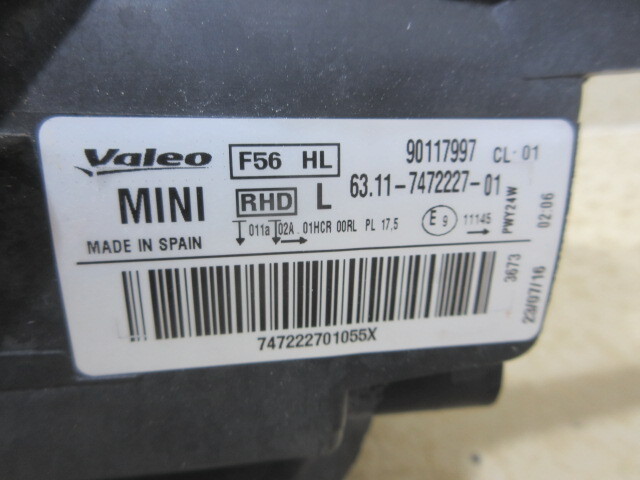 Valeo F56 HL 90117997 CL-01
MINI RHD L 63.11-7472227-01
MADE IN SPAIN 011a 02A . 01HCR 00RL PL 17,5 E 9 11145
PWY24W 02.06
3673
23/07/16
747222701055X